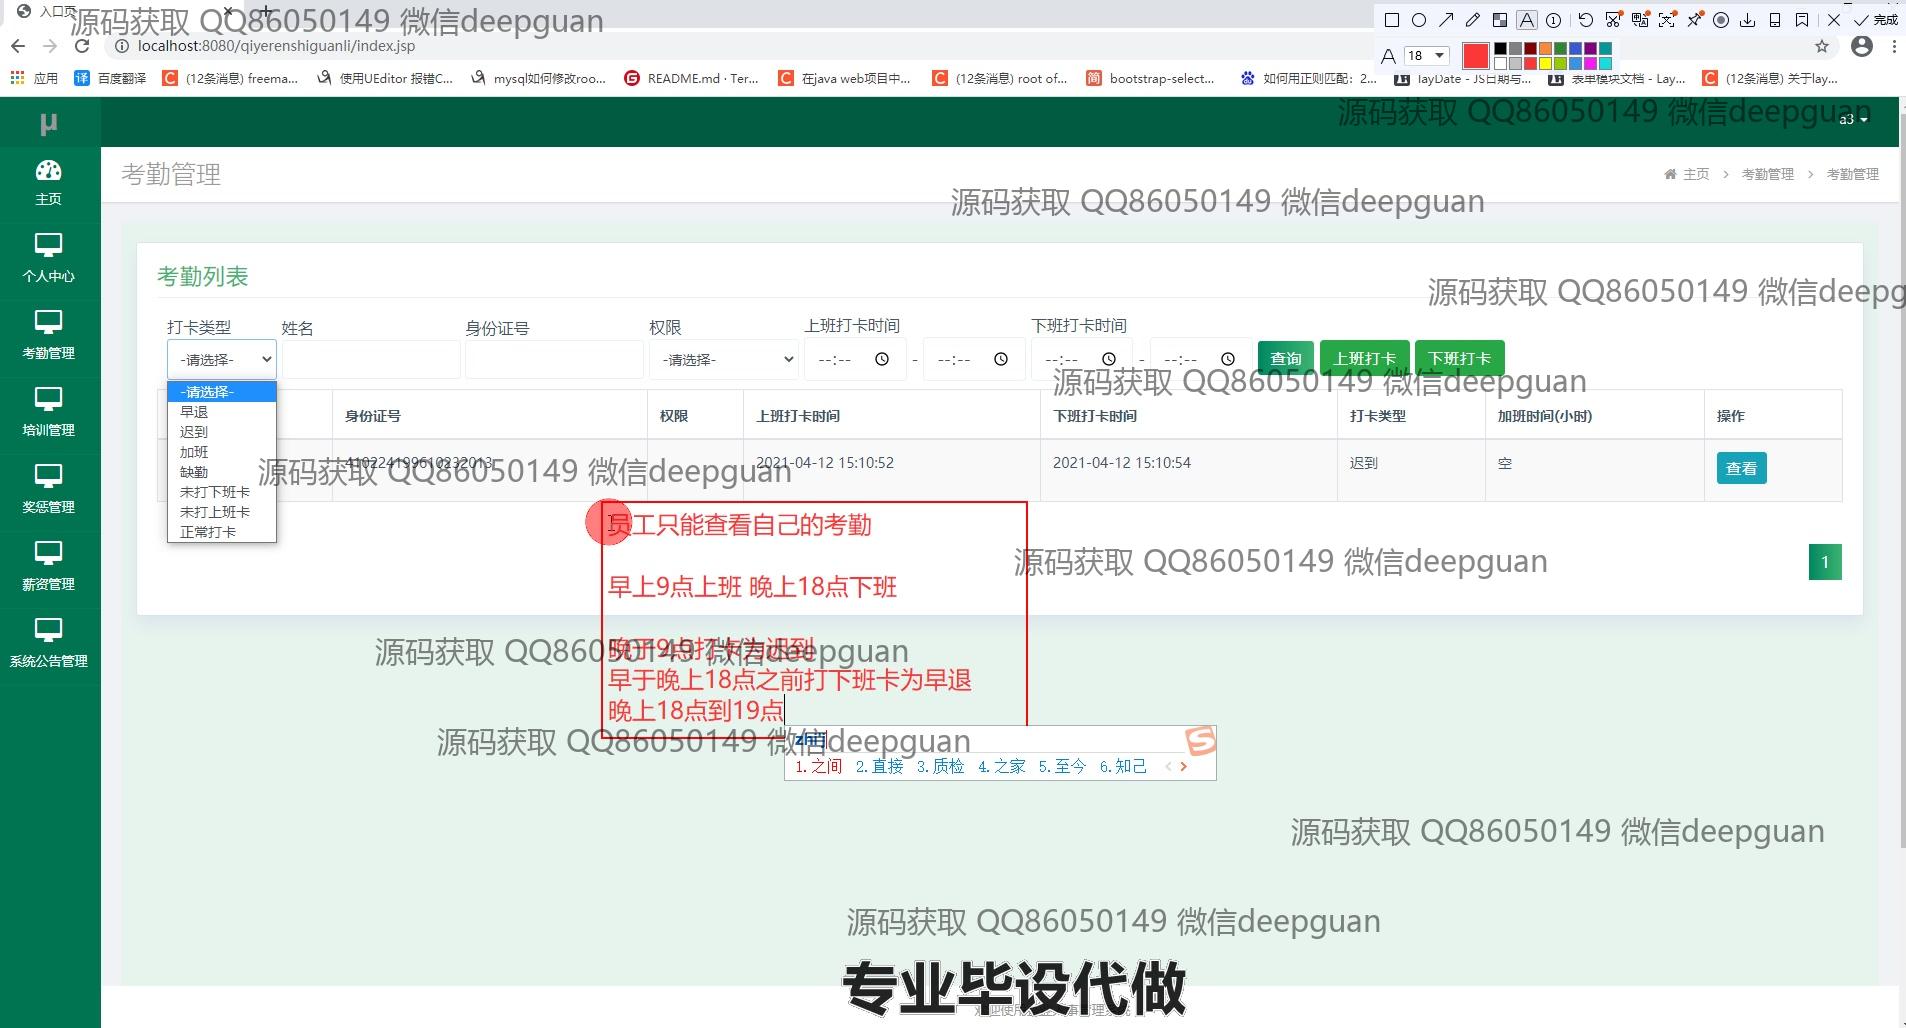 入口页
源码获取 QQ86050149 微信deepguan
完成
localhost:8080/qiyerenshiguanli/index.jsp
A 18
应用
百度翻译
(12条消息) freema...
使用UEditor 报错C...
mysql如何修改roo...
README.md · Ter...
在java web项目中...
(12条消息) root of...
bootstrap-select...
如何用正则匹配：2...
layDate - JS日期与...
表单模块文档 - Lay...
(12条消息) 关于lay...
源码获取 QQ86050149 微信deepguan
µ
a3
主页
个人中心
考勤管理
培训管理
奖惩管理
薪资管理
系统公告管理
考勤管理
主页 > 考勤管理 > 考勤管理
源码获取 QQ86050149 微信deepguan
考勤列表
源码获取 QQ86050149 微信deepg
打卡类型 姓名 身份证号 权限 上班打卡时间 下班打卡时间
-请选择- -请选择- --:-- - --:-- --:-- - --:-- 查询 上班打卡 下班打卡
源码获取 QQ86050149 微信deepguan
-请选择-
早退
迟到
加班
缺勤
未打下班卡
未打上班卡
正常打卡
身份证号 权限 上班打卡时间 下班打卡时间 打卡类型 加班时间(小时) 操作
410224199610232013 2021-04-12 15:10:52 2021-04-12 15:10:54 迟到 空 查看
源码获取 QQ86050149 微信deepguan
员工只能查看自己的考勤
源码获取 QQ86050149 微信deepguan
1
早上9点上班 晚上18点下班
晚于9点打卡为迟到
源码获取 QQ86050149 微信deepguan
早于晚上18点之前打下班卡为早退
晚上18点到19点
源码获取 QQ86050149 微信deepguan
1.之间 2.直接 3.质检 4.之家 5.至今 6.知己
源码获取 QQ86050149 微信deepguan
源码获取 QQ86050149 微信deepguan
专业毕设代做